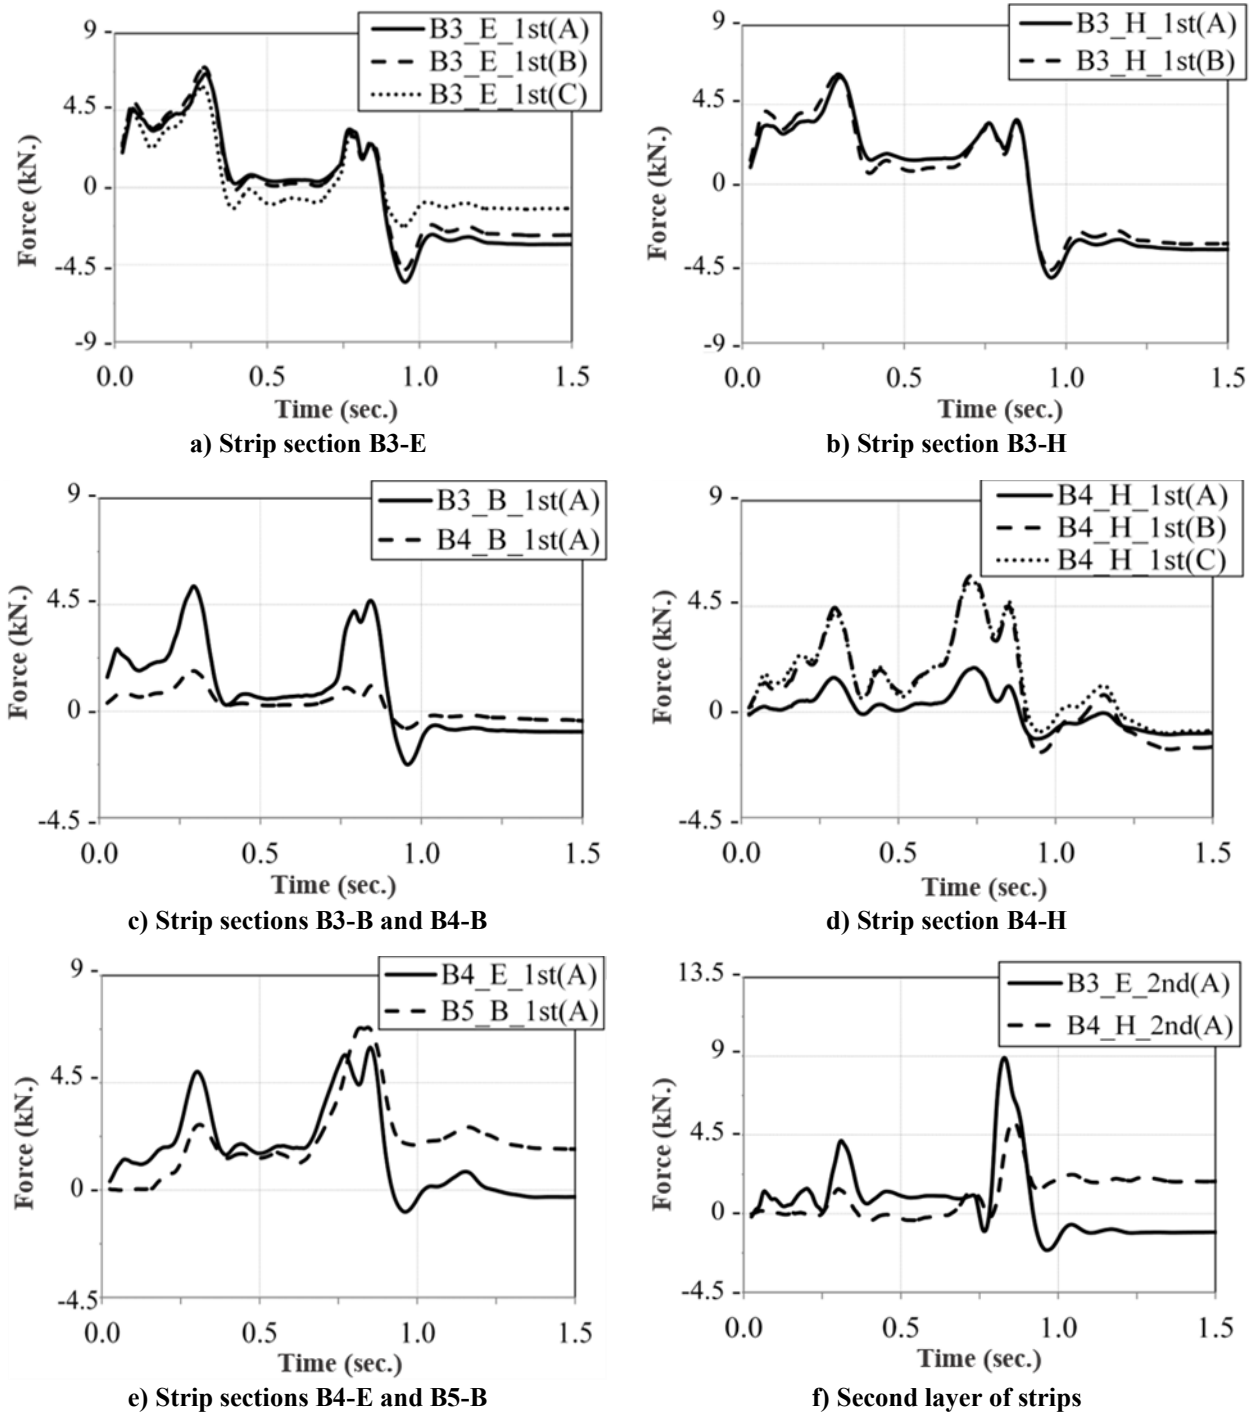 9
4.5
0
-4.5
-9
Force (kN.)
B3_E_1st(A)
B3_E_1st(B)
B3_E_1st(C)
0.0 0.5 1.0 1.5
Time (sec.)
a) Strip section B3-E
9
4.5
0
-4.5
-9
Force (kN.)
B3_H_1st(A)
B3_H_1st(B)
0.0 0.5 1.0 1.5
Time (sec.)
b) Strip section B3-H
9
4.5
0
-4.5
Force (kN.)
B3_B_1st(A)
B4_B_1st(A)
0.0 0.5 1.0 1.5
Time (sec.)
c) Strip sections B3-B and B4-B
9
4.5
0
-4.5
Force (kN.)
B4_H_1st(A)
B4_H_1st(B)
B4_H_1st(C)
0.0 0.5 1.0 1.5
Time (sec.)
d) Strip section B4-H
9
4.5
0
-4.5
Force (kN.)
B4_E_1st(A)
B5_B_1st(A)
0.0 0.5 1.0 1.5
Time (sec.)
e) Strip sections B4-E and B5-B
13.5
9
4.5
0
-4.5
Force (kN.)
B3_E_2nd(A)
B4_H_2nd(A)
0.0 0.5 1.0 1.5
Time (sec.)
f) Second layer of strips